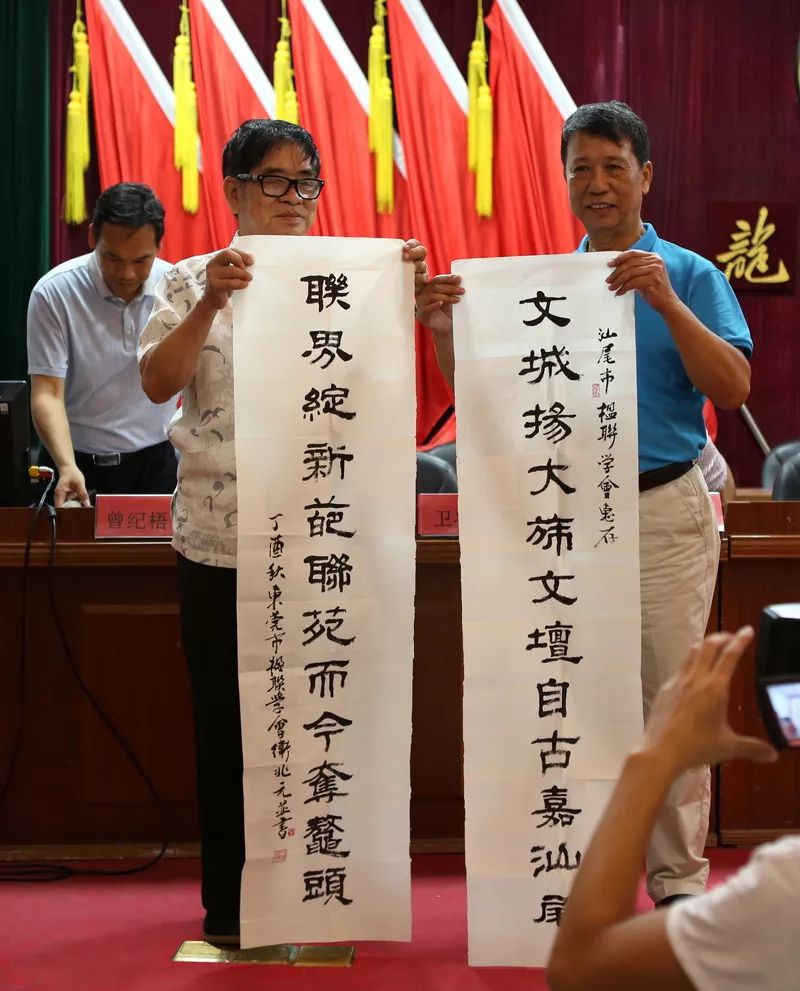 龍
汕尾市楹聯学會惠存
文城揚大旆文壇自古嘉汕尾
聯界綻新葩聯苑而今奪鼇頭
丁酉秋東莞市楹聯学會衛兆元並書
曾纪梧
卫